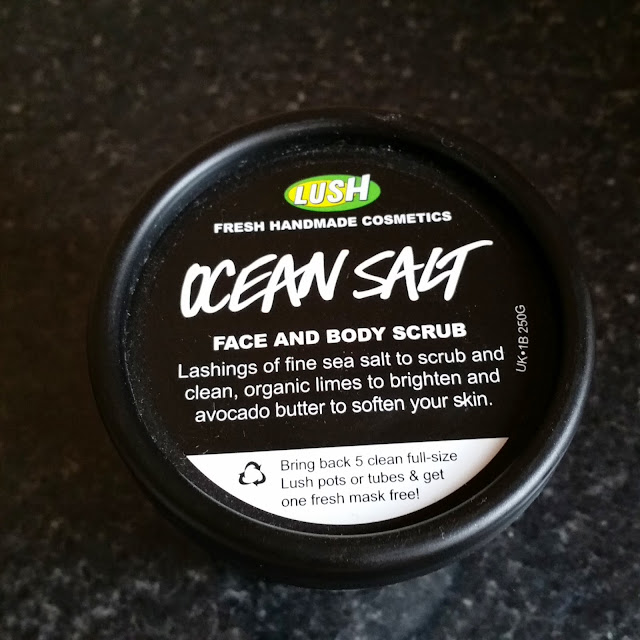 LUSH
FRESH HANDMADE COSMETICS
OCEAN SALT
FACE AND BODY SCRUB
Lashings of fine sea salt to scrub and
clean, organic limes to brighten and
avocado butter to soften your skin.
UK•1B 250G
Bring back 5 clean full-size
Lush pots or tubes & get
one fresh mask free!